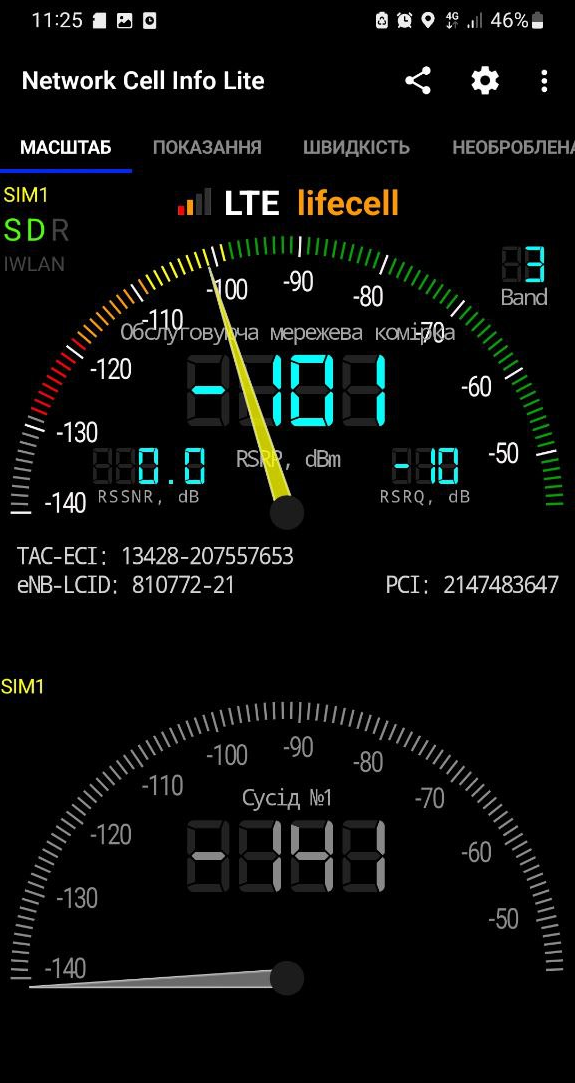 11:25 4G 46%
Network Cell Info Lite
МАСШТАБ ПОКАЗАННЯ ШВИДКІСТЬ НЕОБРОБЛЕНА
SIM1
LTE lifecell
SDR
IWLAN
3
Band
-140 -130 -120 -110 -100 -90 -80 -70 -60 -50
Обслуговуюча мережева комірка
-101
RSRP, dBm
0.0
RSSNR, dB
-10
RSRQ, dB
TAC-ECI: 13428-207557653
eNB-LCID: 810772-21 PCI: 2147483647
SIM1
-140 -130 -120 -110 -100 -90 -80 -70 -60 -50
Сусід №1
-141